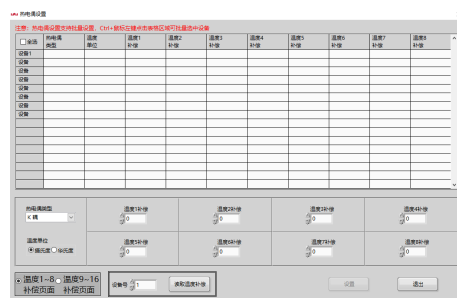 热电偶设置
注意：热电偶设置支持批量设置，Ctrl+鼠标左键点击表格区域可批量选中设备
全选 热电偶类型 温度单位 温度1补偿 温度2补偿 温度3补偿 温度4补偿 温度5补偿 温度6补偿 温度7补偿 温度8补偿
设备1
设备
设备
设备
设备
设备
设备
设备
热电偶类型 温度1补偿 温度2补偿 温度3补偿 温度4补偿
K 耦 0 0 0 0
温度单位 温度5补偿 温度6补偿 温度7补偿 温度8补偿
摄氏度 华氏度 0 0 0 0
温度1~8补偿页面 温度9~16补偿页面 设备号 1 读取温度补偿 设置 退出